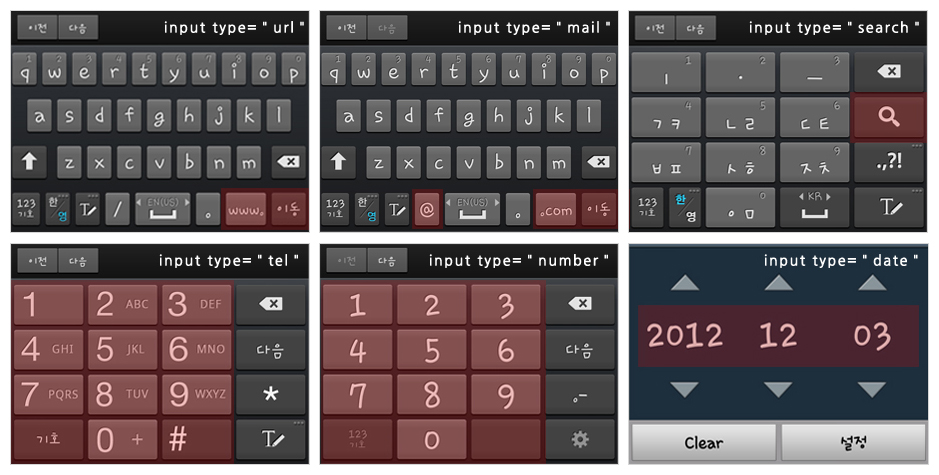 이전 다음 input type= " url "
1 2 3 4 5 6 7 8 9 0
q w e r t y u i o p
a s d f g h j k l
z x c v b n m
123 기호 한/영 T / EN(US) . www. 이동
이전 다음 input type= " mail "
1 2 3 4 5 6 7 8 9 0
q w e r t y u i o p
a s d f g h j k l
z x c v b n m
123 기호 한/영 T @ EN(US) . .com 이동
이전 다음 input type= " search "
1 ㅣ 2 · 3 ㅡ
4 ㄱㅋ 5 ㄴㄹ 6 ㄷㅌ
7 ㅂㅍ 8 ㅅㅎ 9 ㅈㅊ .,?!
123 기호 한/영 0 ㅇㅁ KR T
이전 다음 input type= " tel "
1 2 ABC 3 DEF
4 GHI 5 JKL 6 MNO 다음
7 PQRS 8 TUV 9 WXYZ *
기호 0 + # T
이전 다음 input type= " number "
1 2 3
4 5 6 다음
7 8 9 .-
123 기호 0
input type= " date "
2012 12 03
Clear 설정